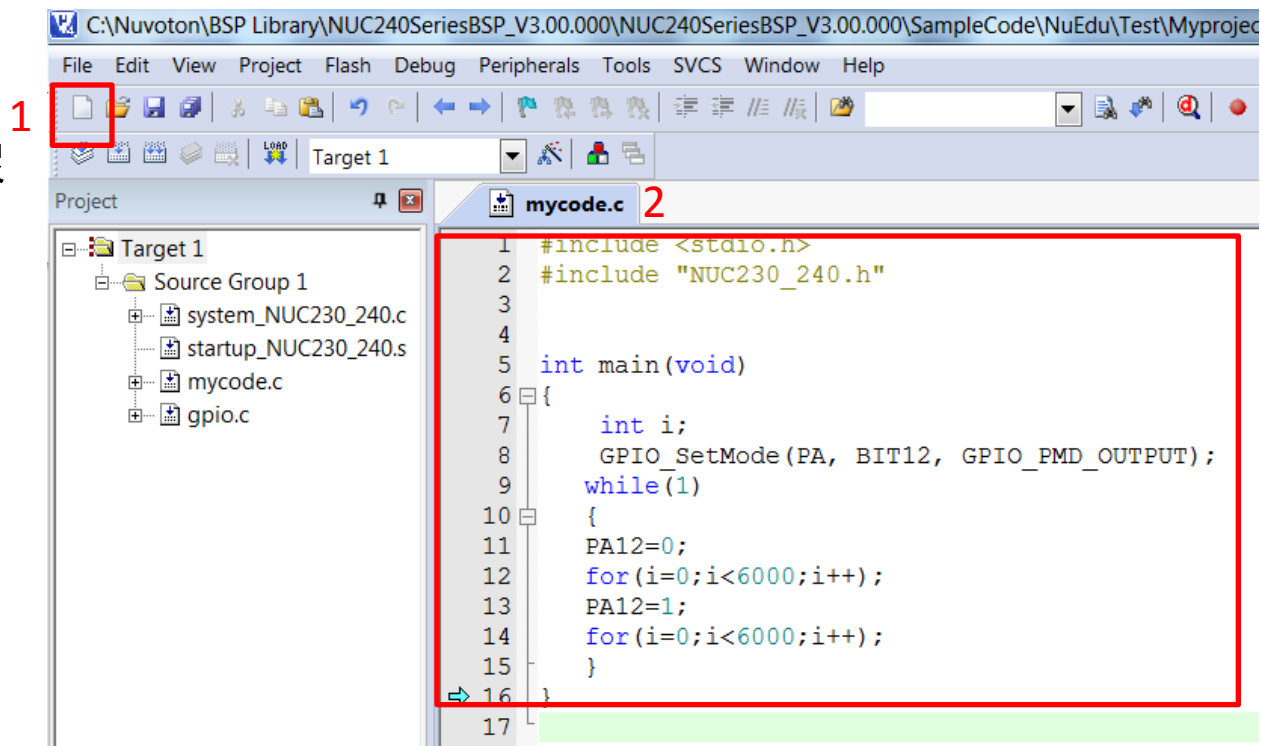 C:\Nuvoton\BSP Library\NUC240SeriesBSP_V3.00.000\NUC240SeriesBSP_V3.00.000\SampleCode\NuEdu\Test\Myprojec
File Edit View Project Flash Debug Peripherals Tools SVCS Window Help
1
LOAD
Target 1
Project
mycode.c 2
Target 1
Source Group 1
system_NUC230_240.c
startup_NUC230_240.s
mycode.c
gpio.c
1 #include <stdio.h>
2 #include "NUC230_240.h"
3
4
5 int main(void)
6 {
7 int i;
8 GPIO_SetMode(PA, BIT12, GPIO_PMD_OUTPUT);
9 while(1)
10 {
11 PA12=0;
12 for(i=0;i<6000;i++);
13 PA12=1;
14 for(i=0;i<6000;i++);
15 }
16 }
17